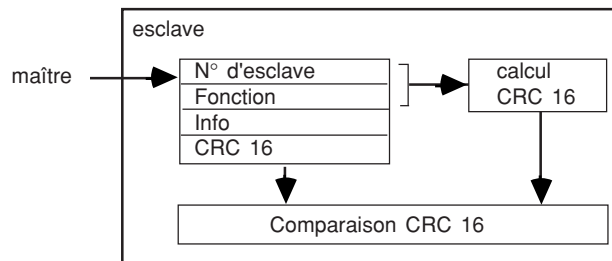 esclave
maître
N° d'esclave
Fonction
Info
CRC 16
calcul
CRC 16
Comparaison CRC 16